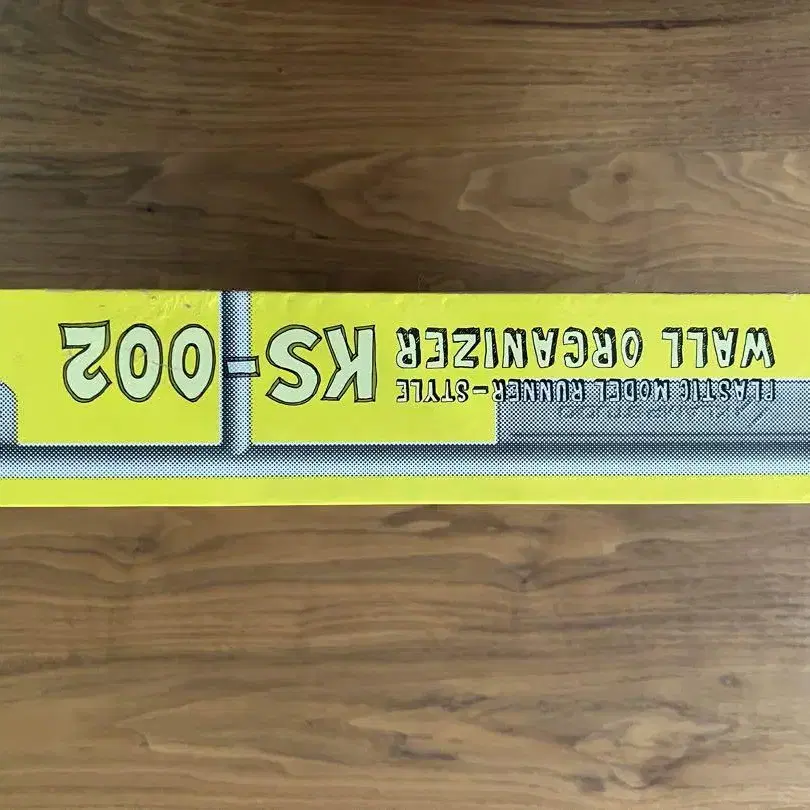 PLASTIC MODEL RUNNER-STYLE
WALL ORGANIZER KS-002